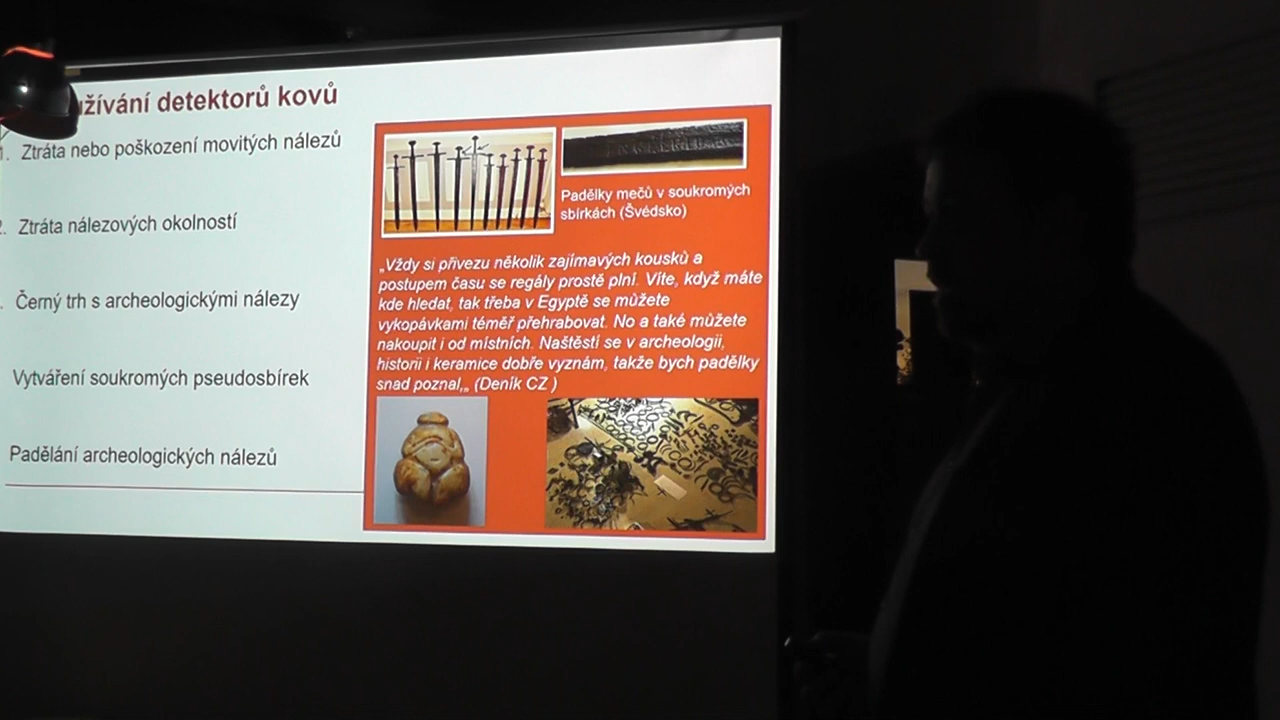 užívání detektorů kovů
1. Ztráta nebo poškození movitých nálezů
2. Ztráta nálezových okolností
. Černý trh s archeologickými nálezy
Vytváření soukromých pseudosbírek
Padělání archeologických nálezů
Padělky mečů v soukromých
sbírkách (Švédsko)
„Vždy si přivezu několik zajímavých kousků a
postupem času se regály prostě plní. Víte, když máte
kde hledat, tak třeba v Egyptě se můžete
vykopávkami téměř přehrabovat. No a také můžete
nakoupit i od místních. Naštěstí se v archeologii,
historii i keramice dobře vyznám, takže bych padělky
snad poznal„, (Deník CZ )